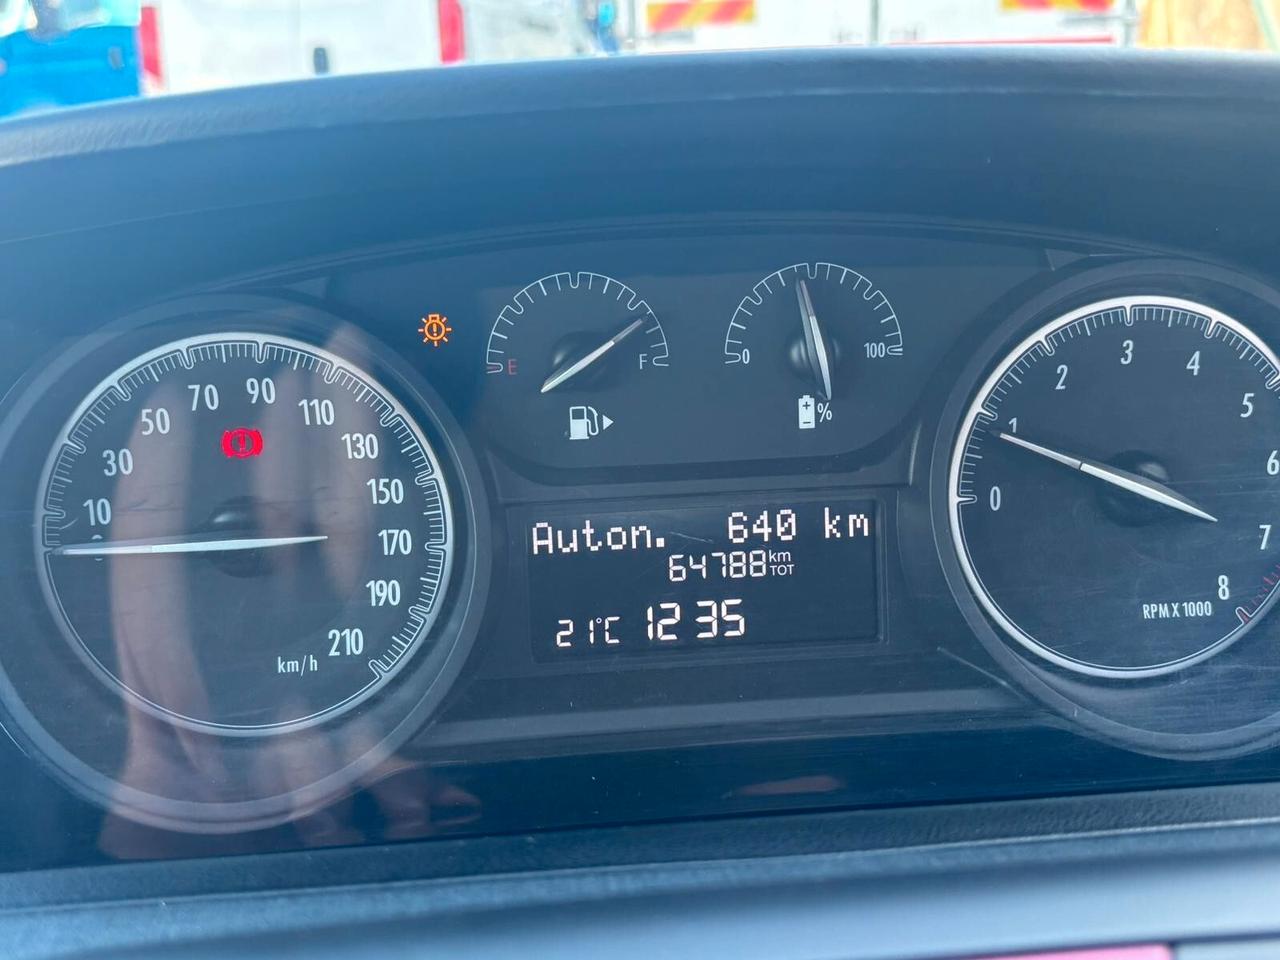 10 30 50 70 90 110 130 150 170 190 210
km/h
E F
0 100
%
Auton. 640 km
64788 km TOT
21°C 12 35
0 1 2 3 4 5 6 7 8
RPM X 1000